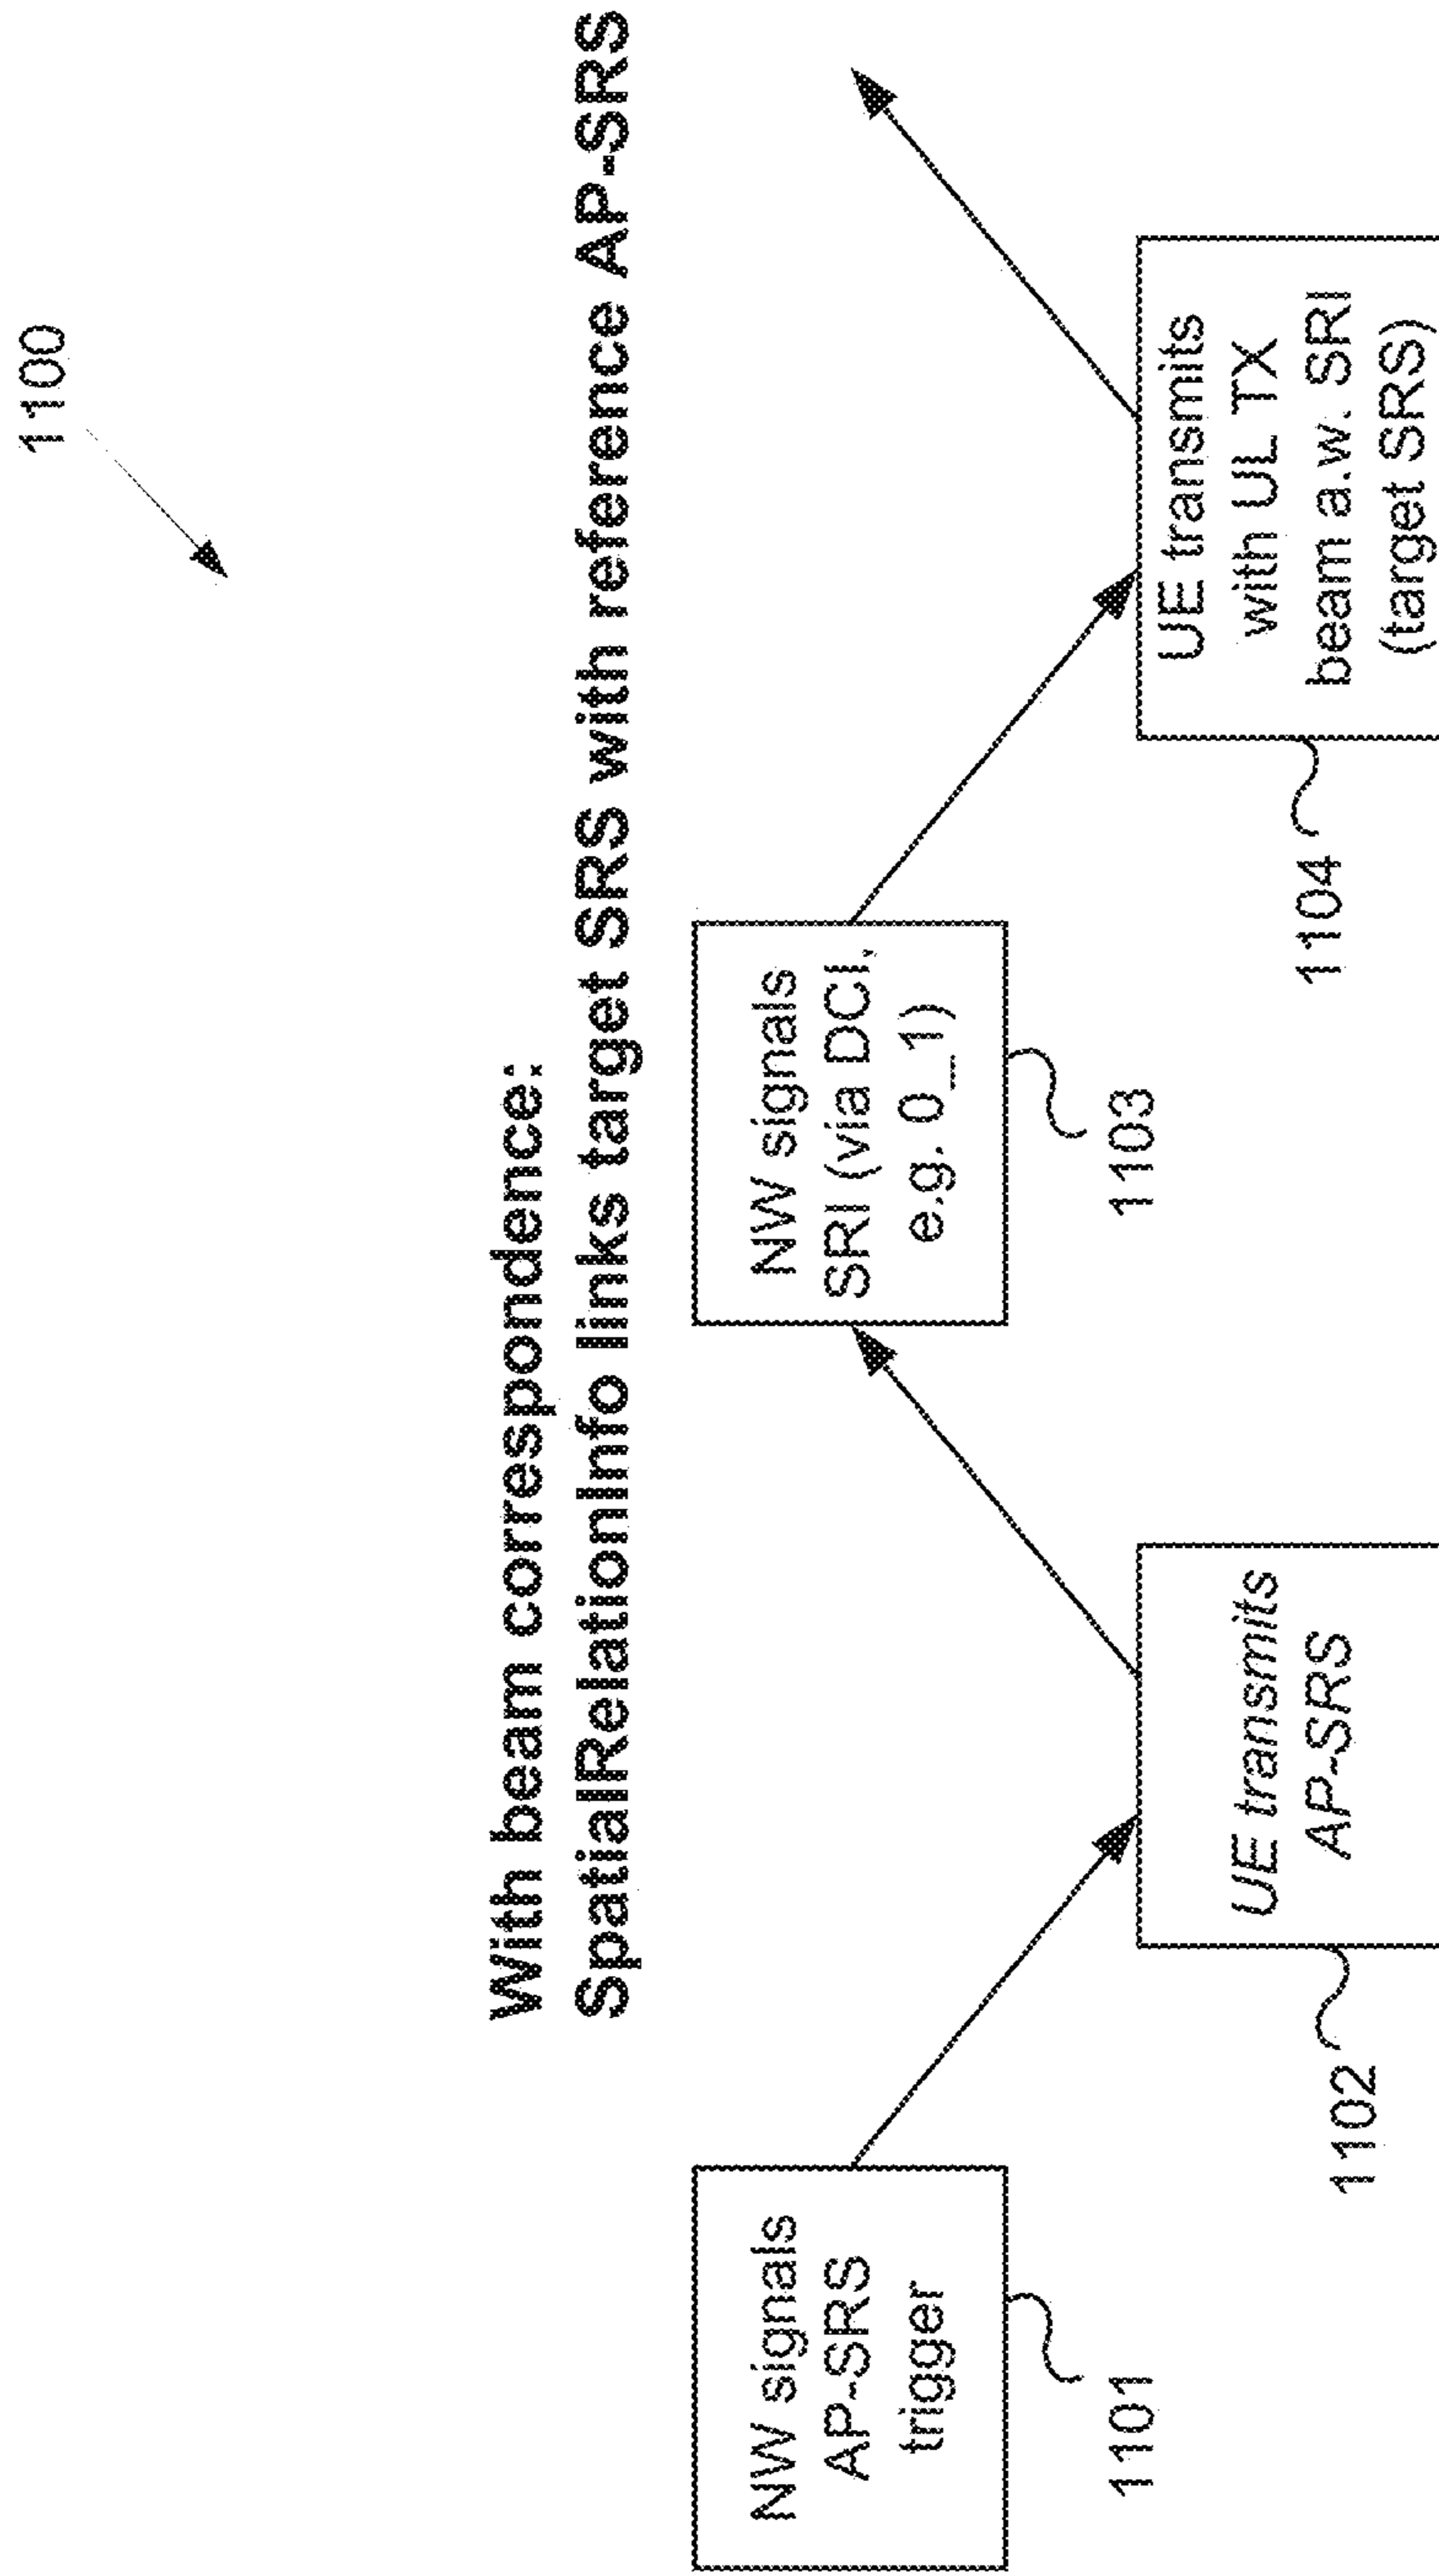 1100
With beam correspondence:
SpatialRelationInfo links target SRS with reference AP-SRS
NW signals
AP-SRS
trigger
1101
UE transmits
AP-SRS
1102
NW signals
SRI (via DCI,
e.g. 0_1)
1103
UE transmits
with UL TX
beam a.w. SRI
(target SRS)
1104